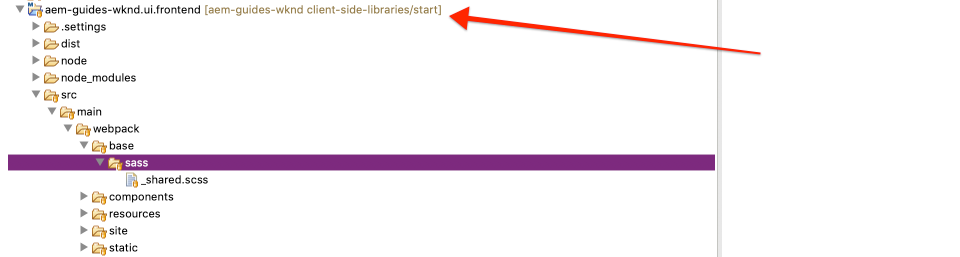 aem-guides-wknd.ui.frontend [aem-guides-wknd client-side-libraries/start]
.settings
dist
node
node_modules
src
main
webpack
base
sass
_shared.scss
components
resources
site
static